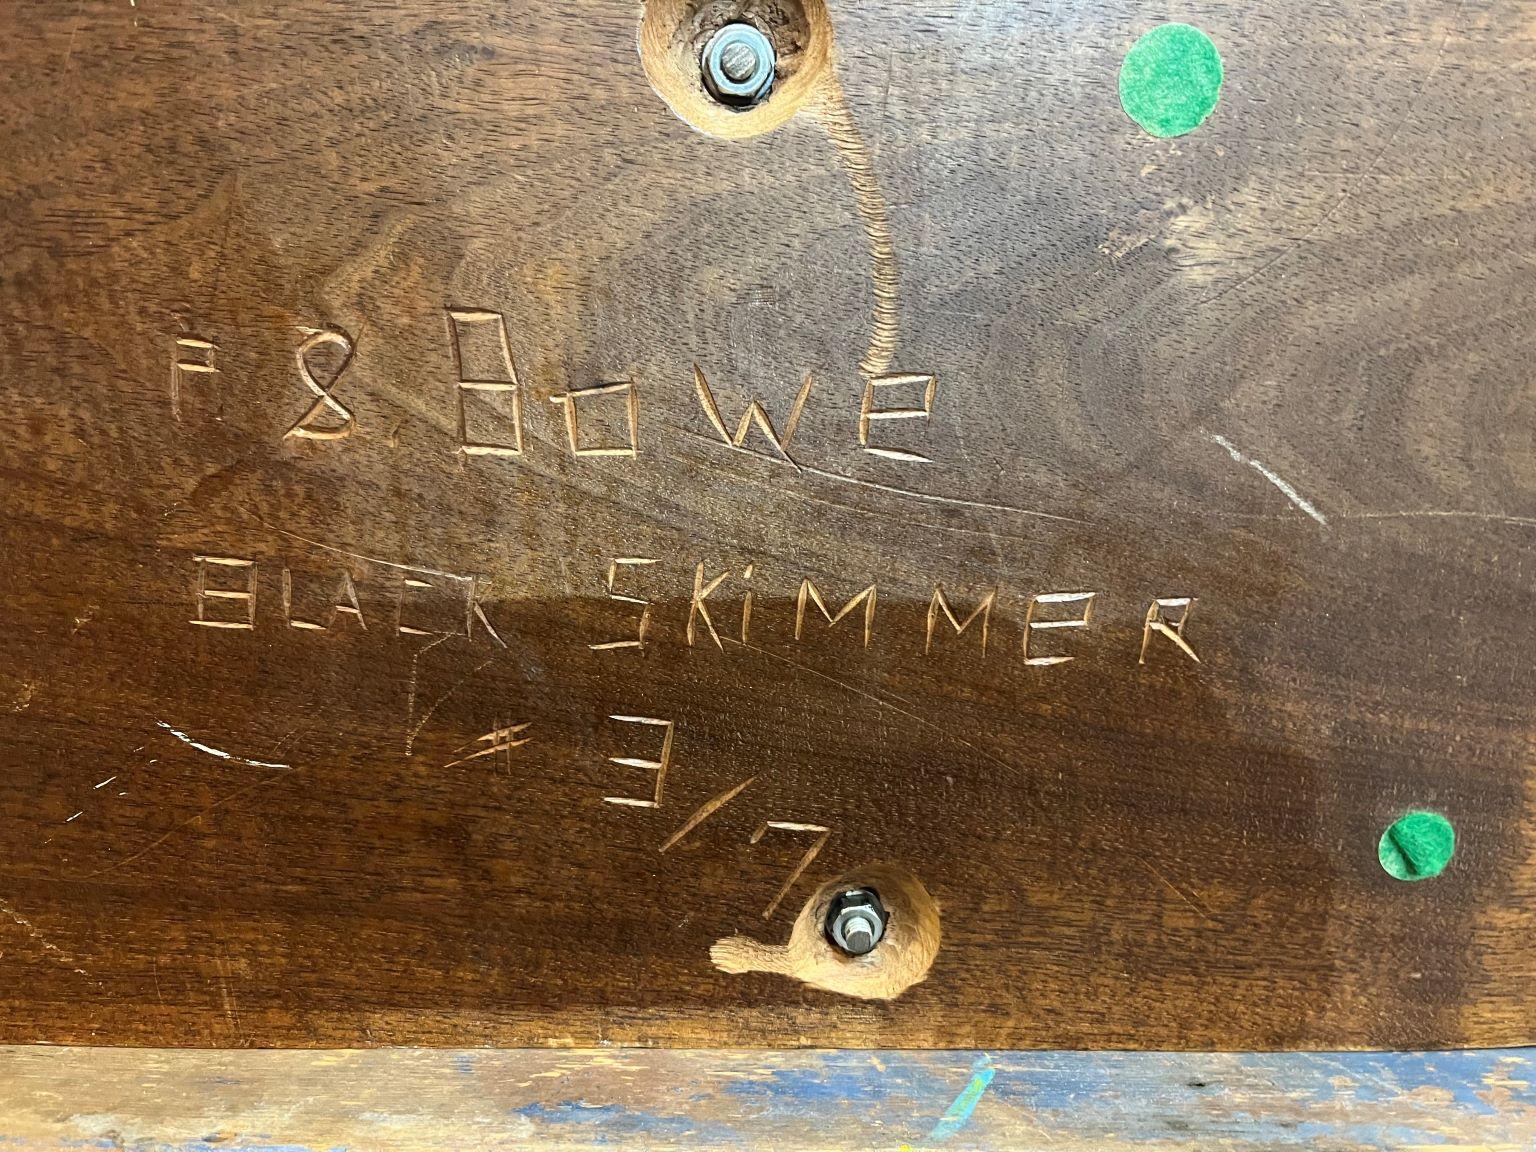 P & Bowe
BLACK SKiMMER
# 3/7